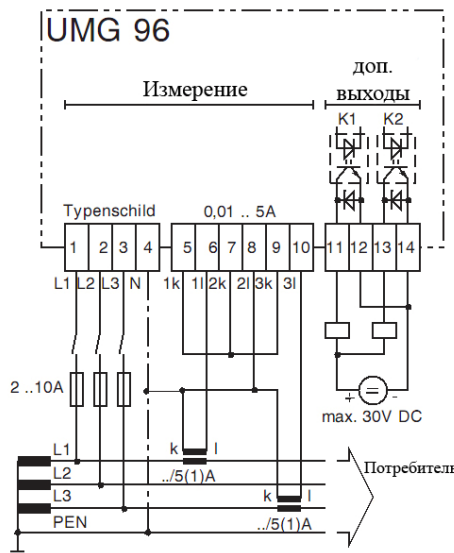 UMG 96
Измерение
доп.
выходы
K1 K2
Typenschild 0,01 .. 5A
1 2 3 4 5 6 7 8 9 10 11 12 13 14
L1 L2 L3 N 1k 1l 2k 2l 3k 3l
2 ..10A
+ = -
max. 30V DC
L1 k l
L2
../5(1)A
L3 k l
PEN ../5(1)A
Потребитель